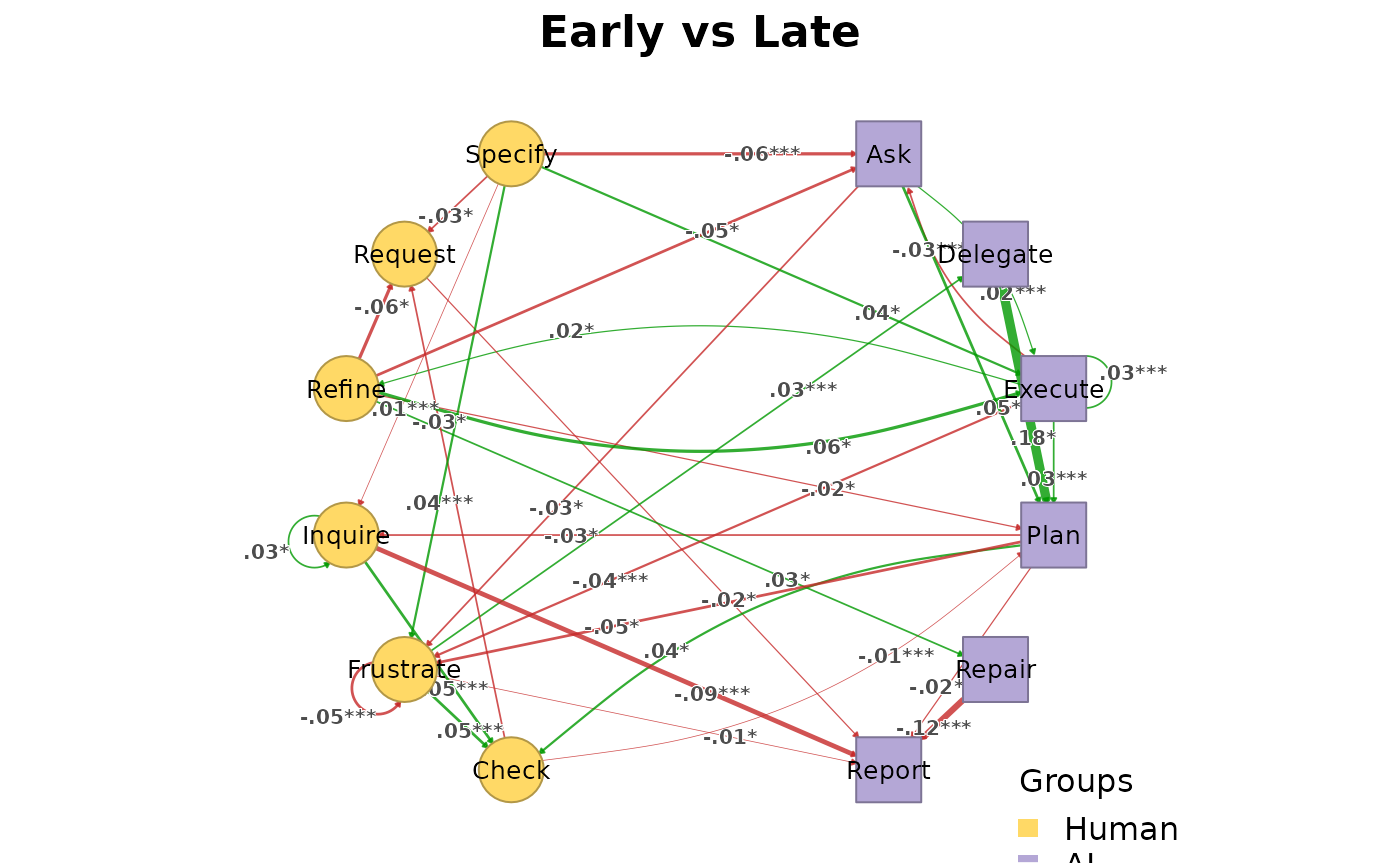 Early vs Late
Specify
-.06***
Ask
-.03*
-.05*
Request
-.03
Delegate
.02***
-.06*
.04*
.02*
.03***
Execute
.03***
Refine
.01***
-.03*
.05*
.06*
.18*
.03***
-.02*
.04***
-.03*
-.03*
Inquire
.03*
Plan
-.04***
.03*
-.02*
-.05*
.04*
-.01***
Frustrate
05***
-.05***
.05***
-.09***
-.02*
Repair
-.12***
-.01*
Check
Report
Groups
Human